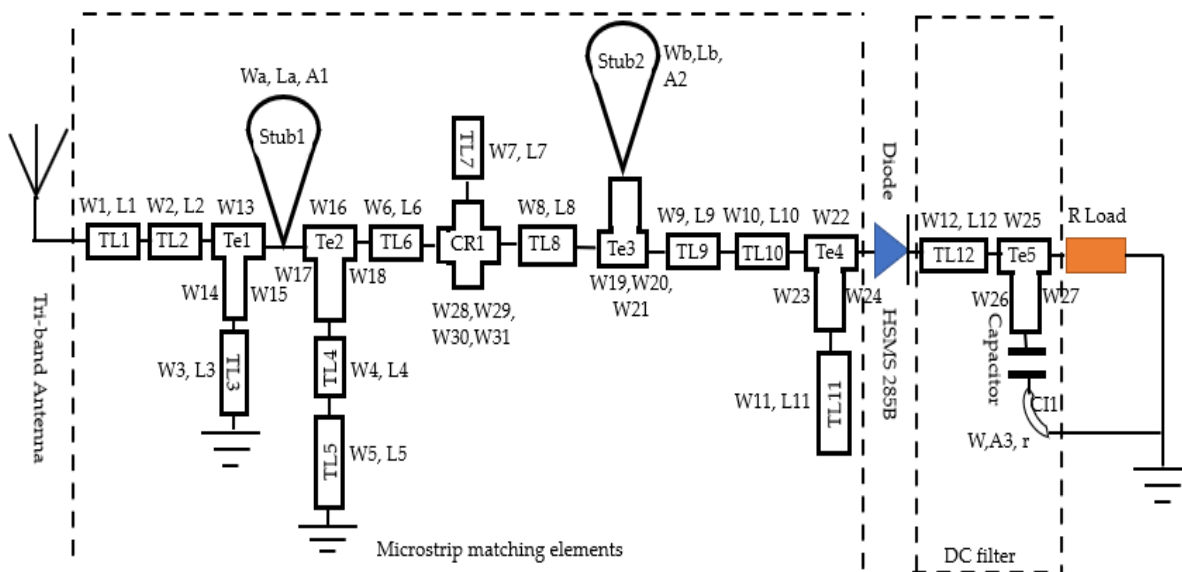 Stub2
Wb,Lb,
A2
Wa, La, A1
Stub1
TL7
W7, L7
Diode
W1, L1
W2, L2
W13
W16
W6, L6
W8, L8
W9, L9
W10, L10
W22
W12, L12
W25
R Load
TL1
TL2
Te1
Te2
TL6
CR1
TL8
Te3
TL9
TL10
Te4
TL12
Te5
W14
W15
W17
W18
W28,W29,
W30,W31
W19,W20,
W21
W23
W24
W26
W27
Tri-band Antenna
HSMS 285B
Capacitor
W3, L3
TL3
TL4
W4, L4
W11, L11
TL11
CI1
W,A3, r
TL5
W5, L5
Microstrip matching elements
DC filter